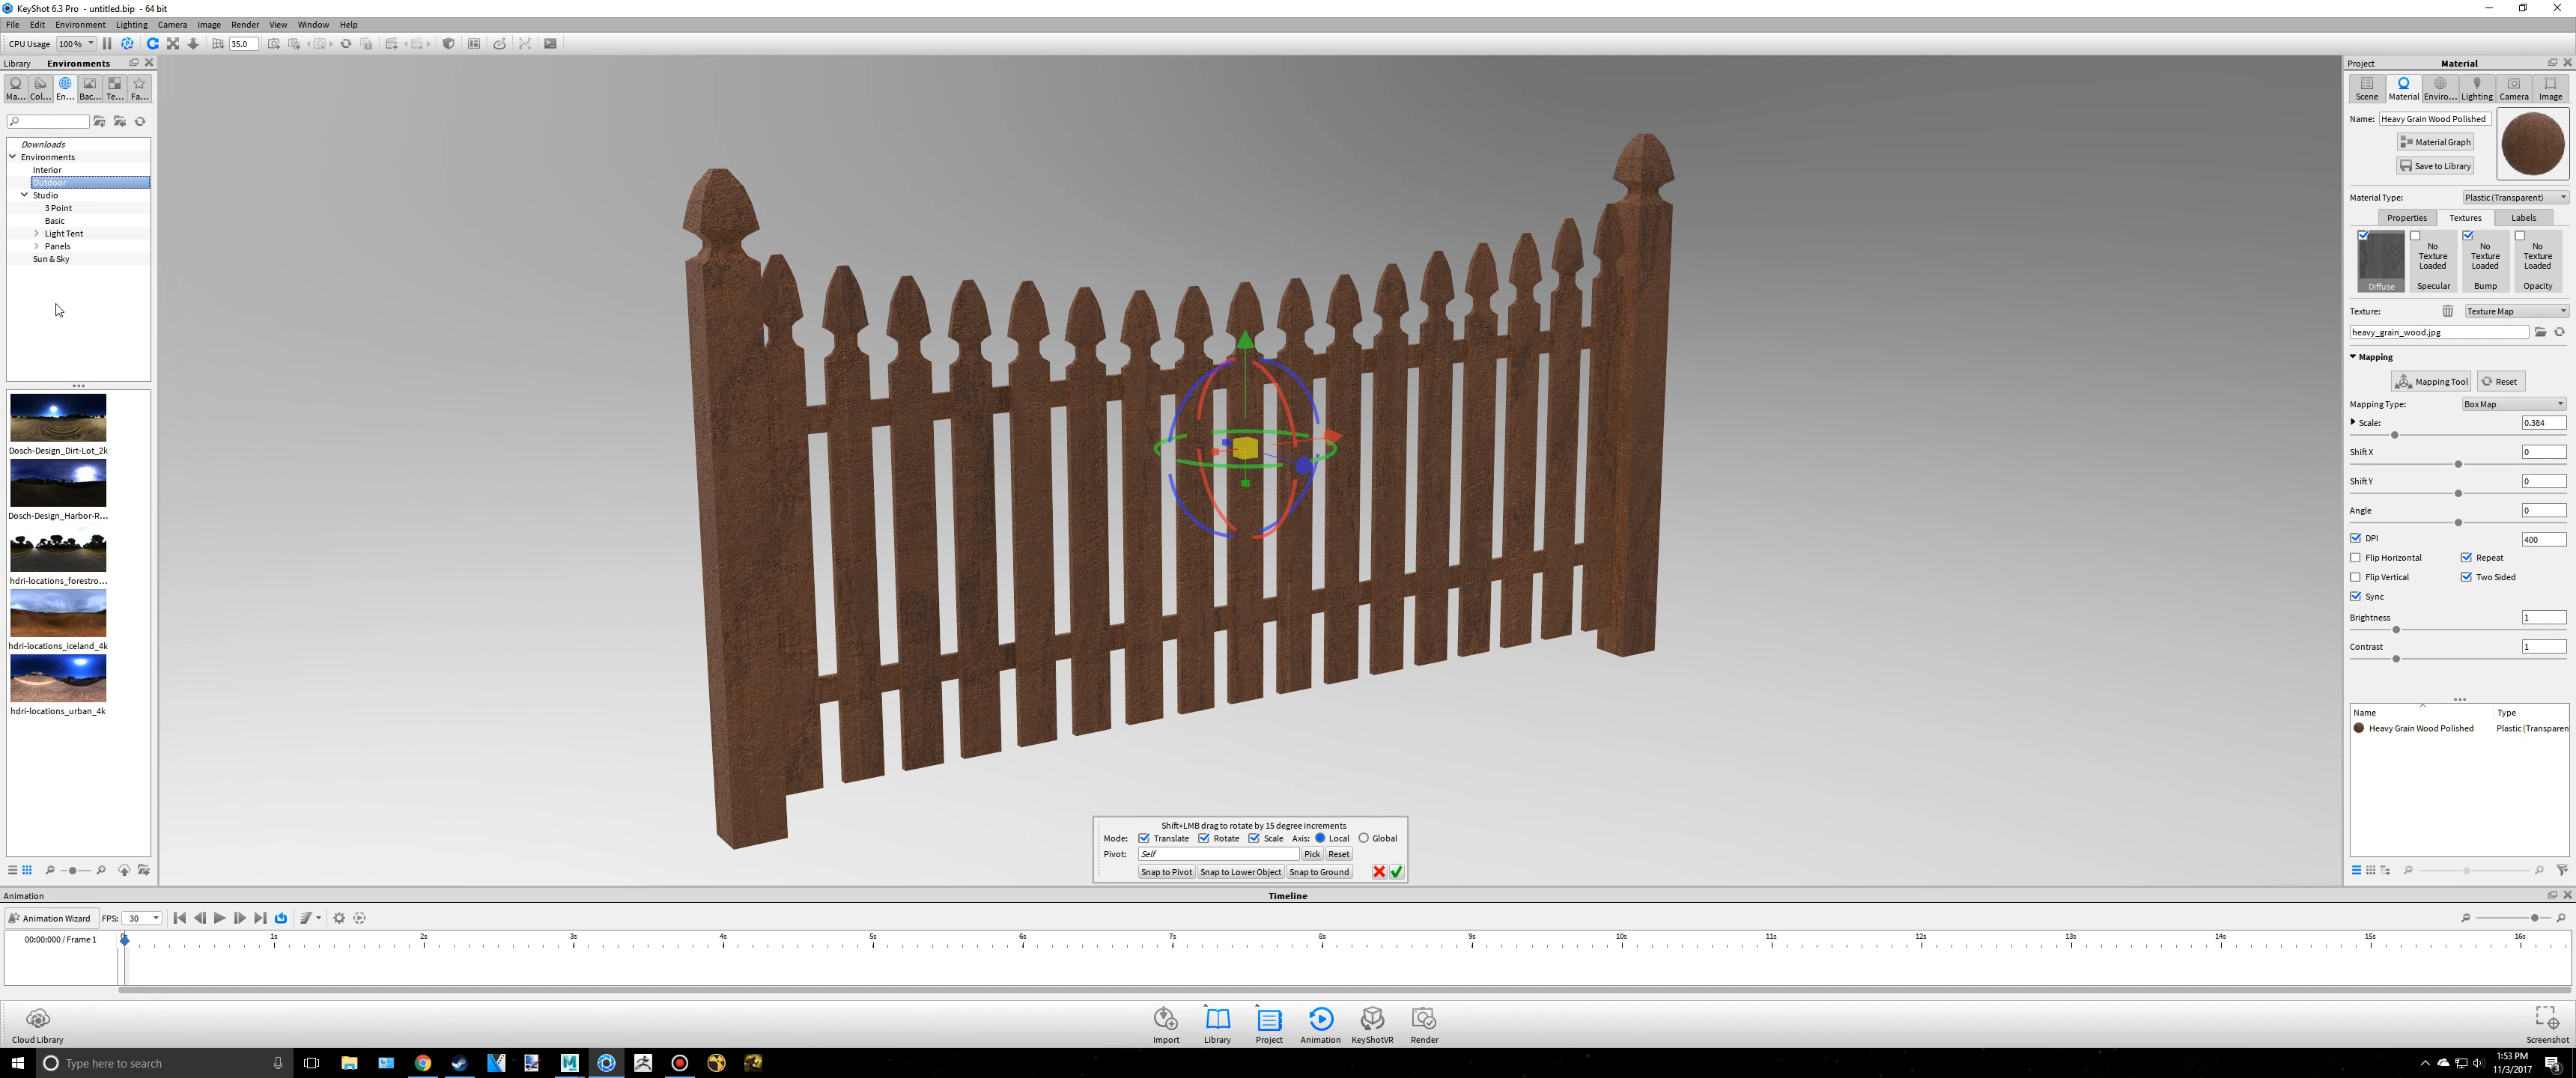 KeyShot 6.3 Pro - untitled.bip - 64 bit
File Edit Environment Lighting Camera Image Render View Window Help
CPU Usage 100 % 35.0
Library Environments
Ma... Col... En... Bac... Te... Fa...
Downloads
Environments
Interior
Outdoor
Studio
3 Point
Basic
Light Tent
Panels
Sun & Sky
Dosch-Design_Dirt-Lot_2k
Dosch-Design_Harbor-R...
hdri-locations_forestro...
hdri-locations_iceland_4k
hdri-locations_urban_4k
Shift+LMB drag to rotate by 15 degree increments
Mode: Translate Rotate Scale Axis: Local Global
Pivot: Self Pick Reset
Snap to Pivot Snap to Lower Object Snap to Ground
Project Material
Scene Material Enviro... Lighting Camera Image
Name: Heavy Grain Wood Polished
Material Graph
Save to Library
Material Type: Plastic (Transparent)
Properties Textures Labels
No Texture Loaded No Texture Loaded No Texture Loaded
Diffuse Specular Bump Opacity
Texture: Texture Map
heavy_grain_wood.jpg
Mapping
Mapping Tool Reset
Mapping Type: Box Map
Scale: 0.384
Shift X 0
Shift Y 0
Angle 0
DPI 400
Flip Horizontal Repeat
Flip Vertical Two Sided
Sync
Brightness 1
Contrast 1
Name Type
Heavy Grain Wood Polished Plastic (Transparen
Animation Timeline
Animation Wizard FPS: 30
00:00:000 / Frame 1 0s 1s 2s 3s 4s 5s 6s 7s 8s 9s 10s 11s 12s 13s 14s 15s 16s
Cloud Library Import Library Project Animation KeyShotVR Render Screenshot
Type here to search
1:53 PM
11/3/2017
3